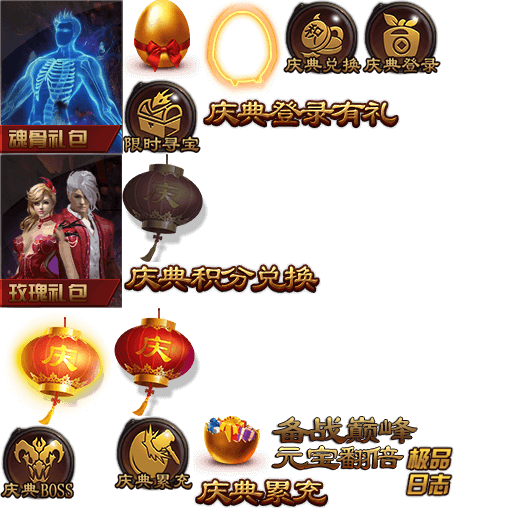 庆典兑换
庆典登录
魂骨礼包
限时寻宝
庆典登录有礼
庆
玫瑰礼包
庆典积分兑换
庆
庆
庆典BOSS
庆典累充
备战巅峰
元宝翻倍
极品
日志
庆典累充